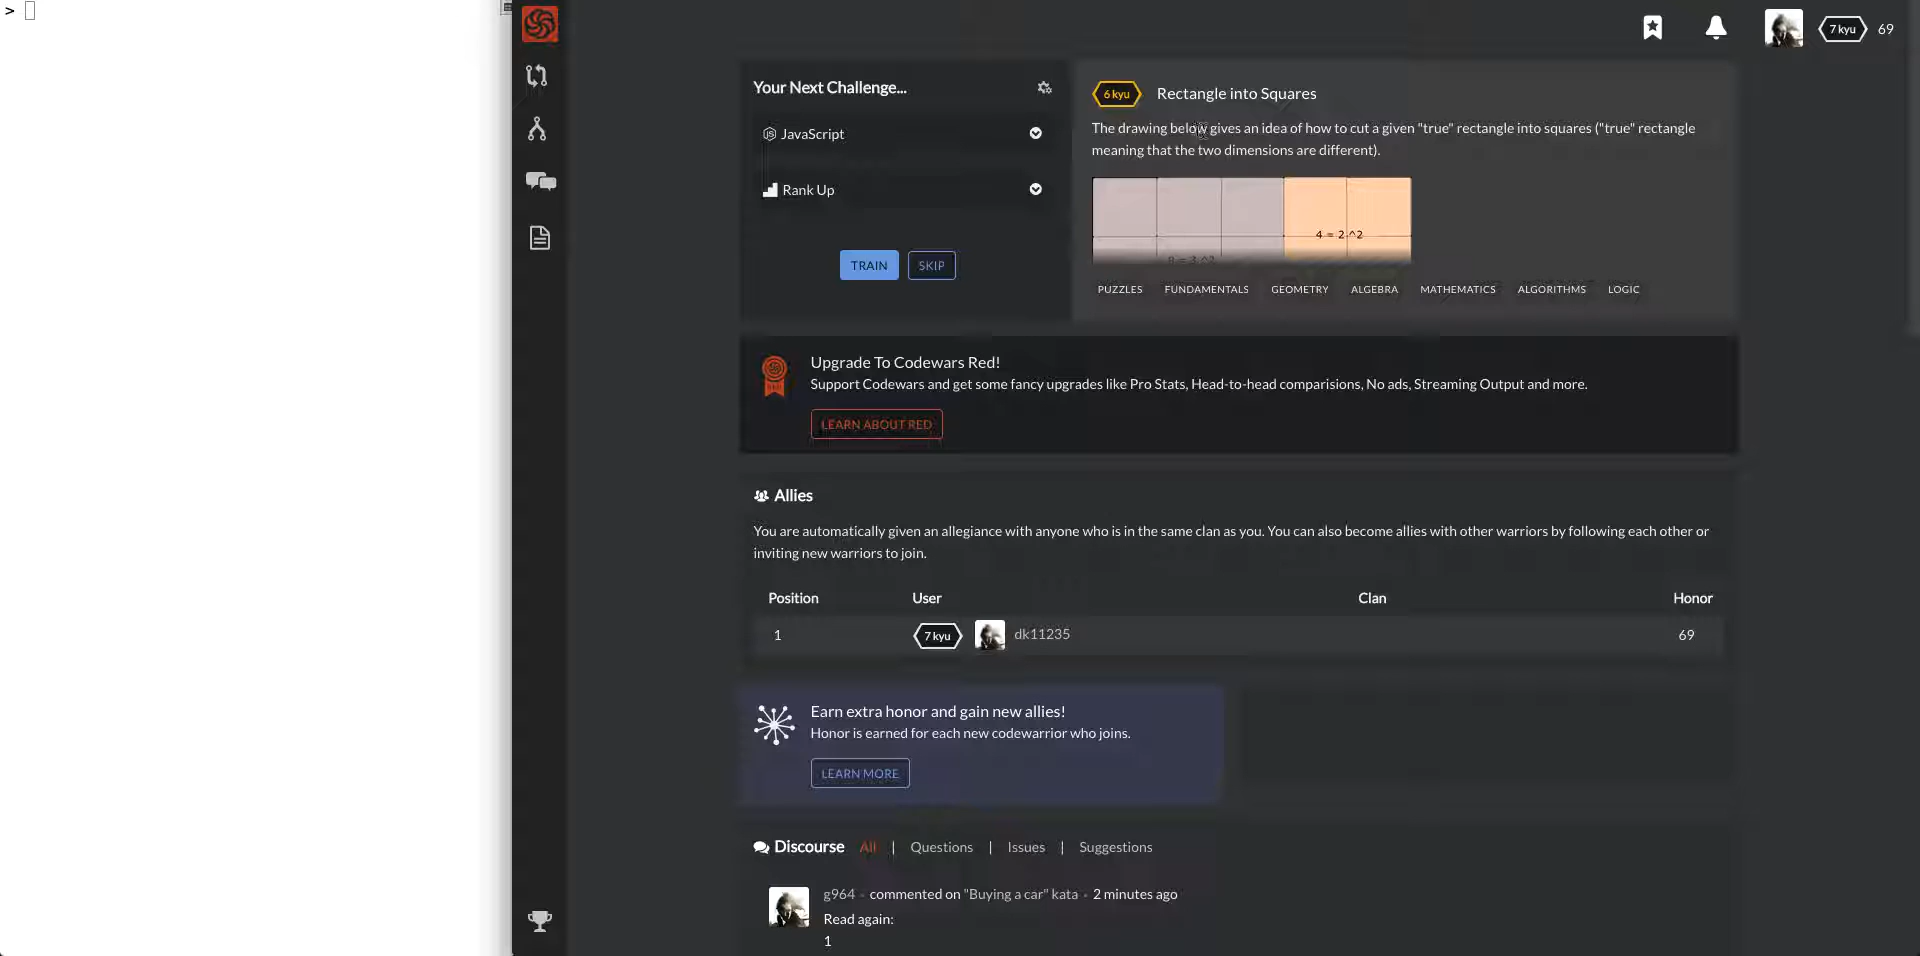 >
7 kyu 69
Your Next Challenge...
JavaScript
Rank Up
TRAIN SKIP
6 kyu Rectangle into Squares
The drawing below gives an idea of how to cut a given "true" rectangle into squares ("true" rectangle
meaning that the two dimensions are different).
4 = 2 ^2
PUZZLES FUNDAMENTALS GEOMETRY ALGEBRA MATHEMATICS ALGORITHMS LOGIC
Upgrade To Codewars Red!
Support Codewars and get some fancy upgrades like Pro Stats, Head-to-head comparisions, No ads, Streaming Output and more.
LEARN ABOUT RED
Allies
You are automatically given an allegiance with anyone who is in the same clan as you. You can also become allies with other warriors by following each other or
inviting new warriors to join.
Position User Clan Honor
1 7 kyu dk11235 69
Earn extra honor and gain new allies!
Honor is earned for each new codewarrior who joins.
LEARN MORE
Discourse All | Questions | Issues | Suggestions
g964 - commented on "Buying a car" kata - 2 minutes ago
Read again:
1